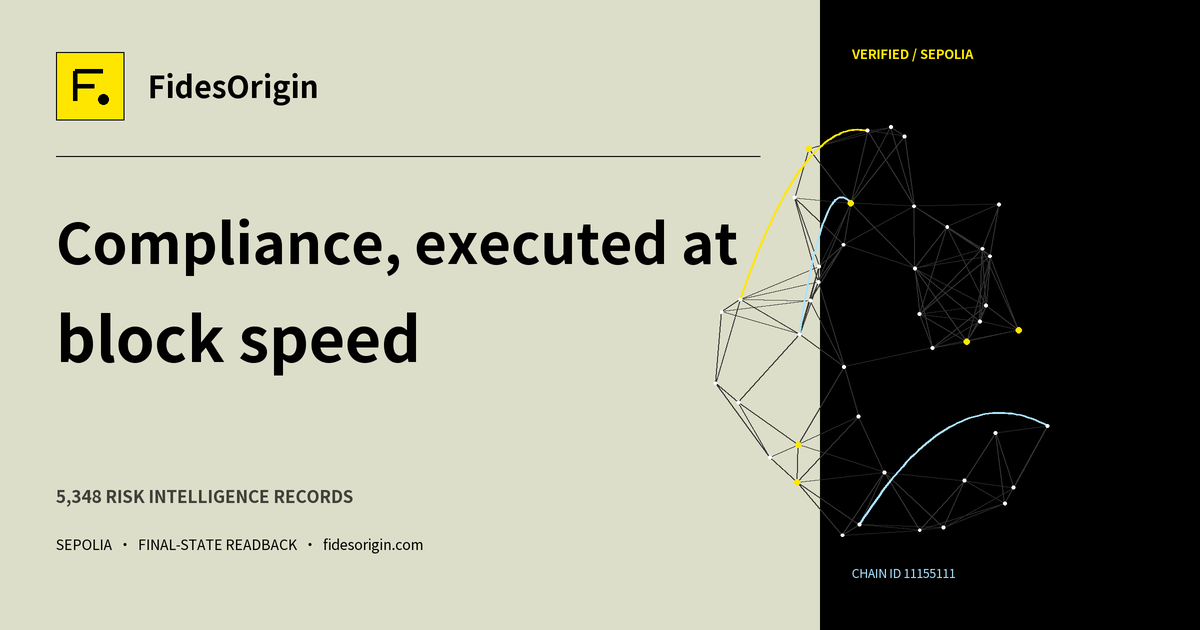 F.
FidesOrigin
VERIFIED / SEPOLIA
Compliance, executed at
block speed
5,348 RISK INTELLIGENCE RECORDS
SEPOLIA • FINAL-STATE READBACK • fidesorigin.com
CHAIN ID 11155111